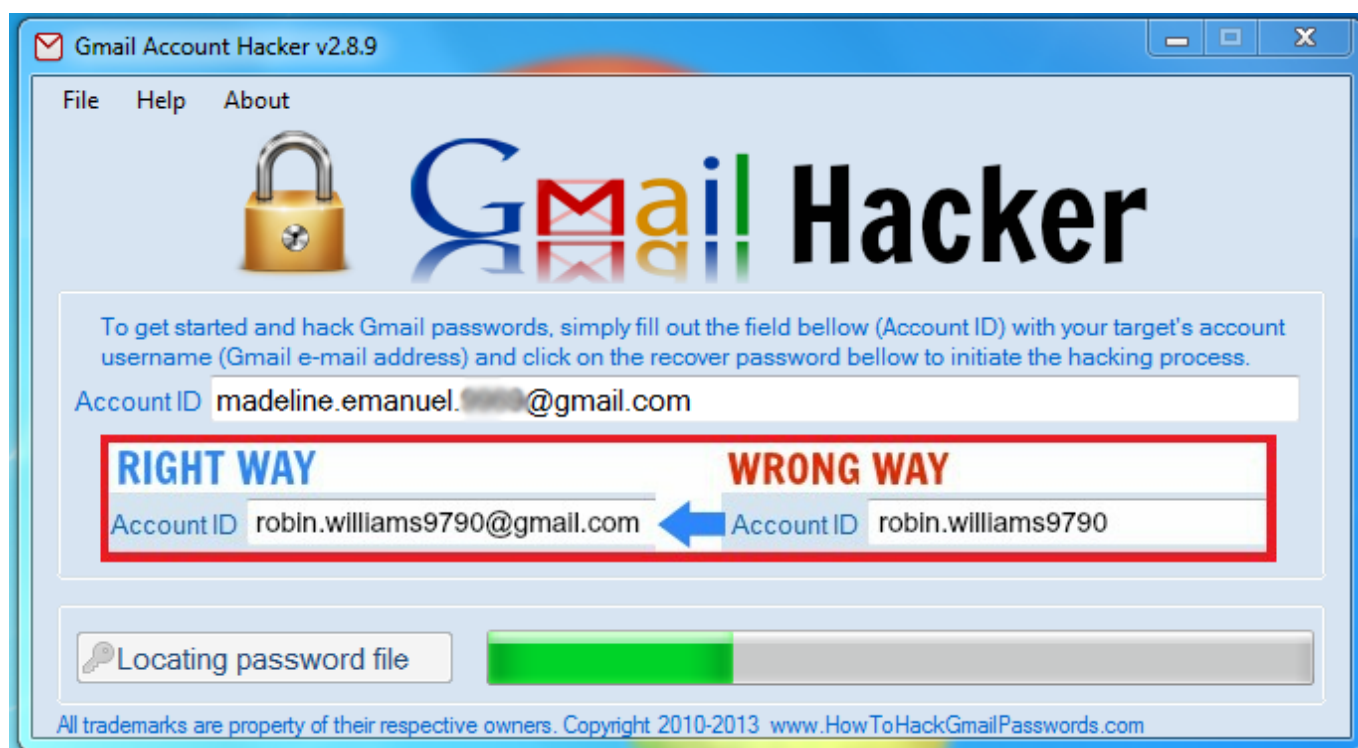 Gmail Account Hacker v2.8.9
File Help About
Gmail Hacker
To get started and hack Gmail passwords, simply fill out the field bellow (Account ID) with your target's account
username (Gmail e-mail address) and click on the recover password bellow to initiate the hacking process.
Account ID madeline.emanuel. @gmail.com
RIGHT WAY WRONG WAY
Account ID robin.williams9790@gmail.com Account ID robin.williams9790
Locating password file
All trademarks are property of their respective owners. Copyright 2010-2013 www.HowToHackGmailPasswords.com